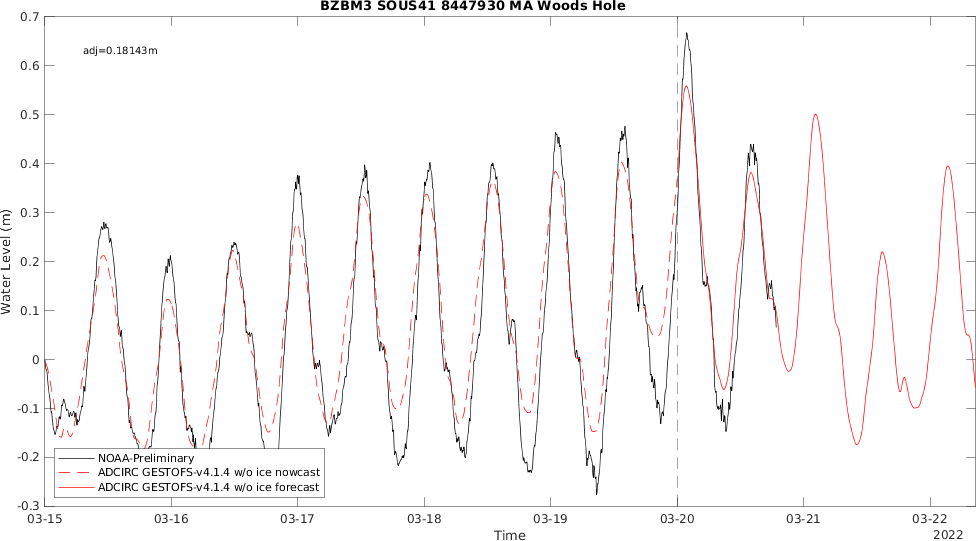 BZBM3 SOUS41 8447930 MA Woods Hole
adj=0.18143m
0.7
0.6
0.5
0.4
0.3
0.2
0.1
0
-0.1
-0.2
-0.3
Water Level (m)
NOAA-Preliminary
ADCIRC GESTOFS-v4.1.4 w/o ice nowcast
ADCIRC GESTOFS-v4.1.4 w/o ice forecast
03-15 03-16 03-17 03-18 03-19 03-20 03-21 03-22
Time
2022